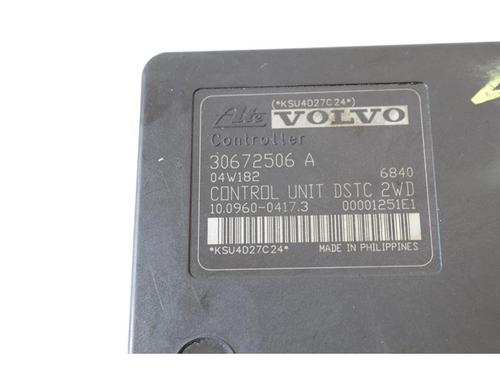 (*KSU4D27C24*)
Ate VOLVO
Controller
30672506 A
04W182 6840
CONTROL UNIT DSTC 2WD
10.0960-0417.3 00001251E1
*KSU4D27C24* MADE IN PHILIPPINES